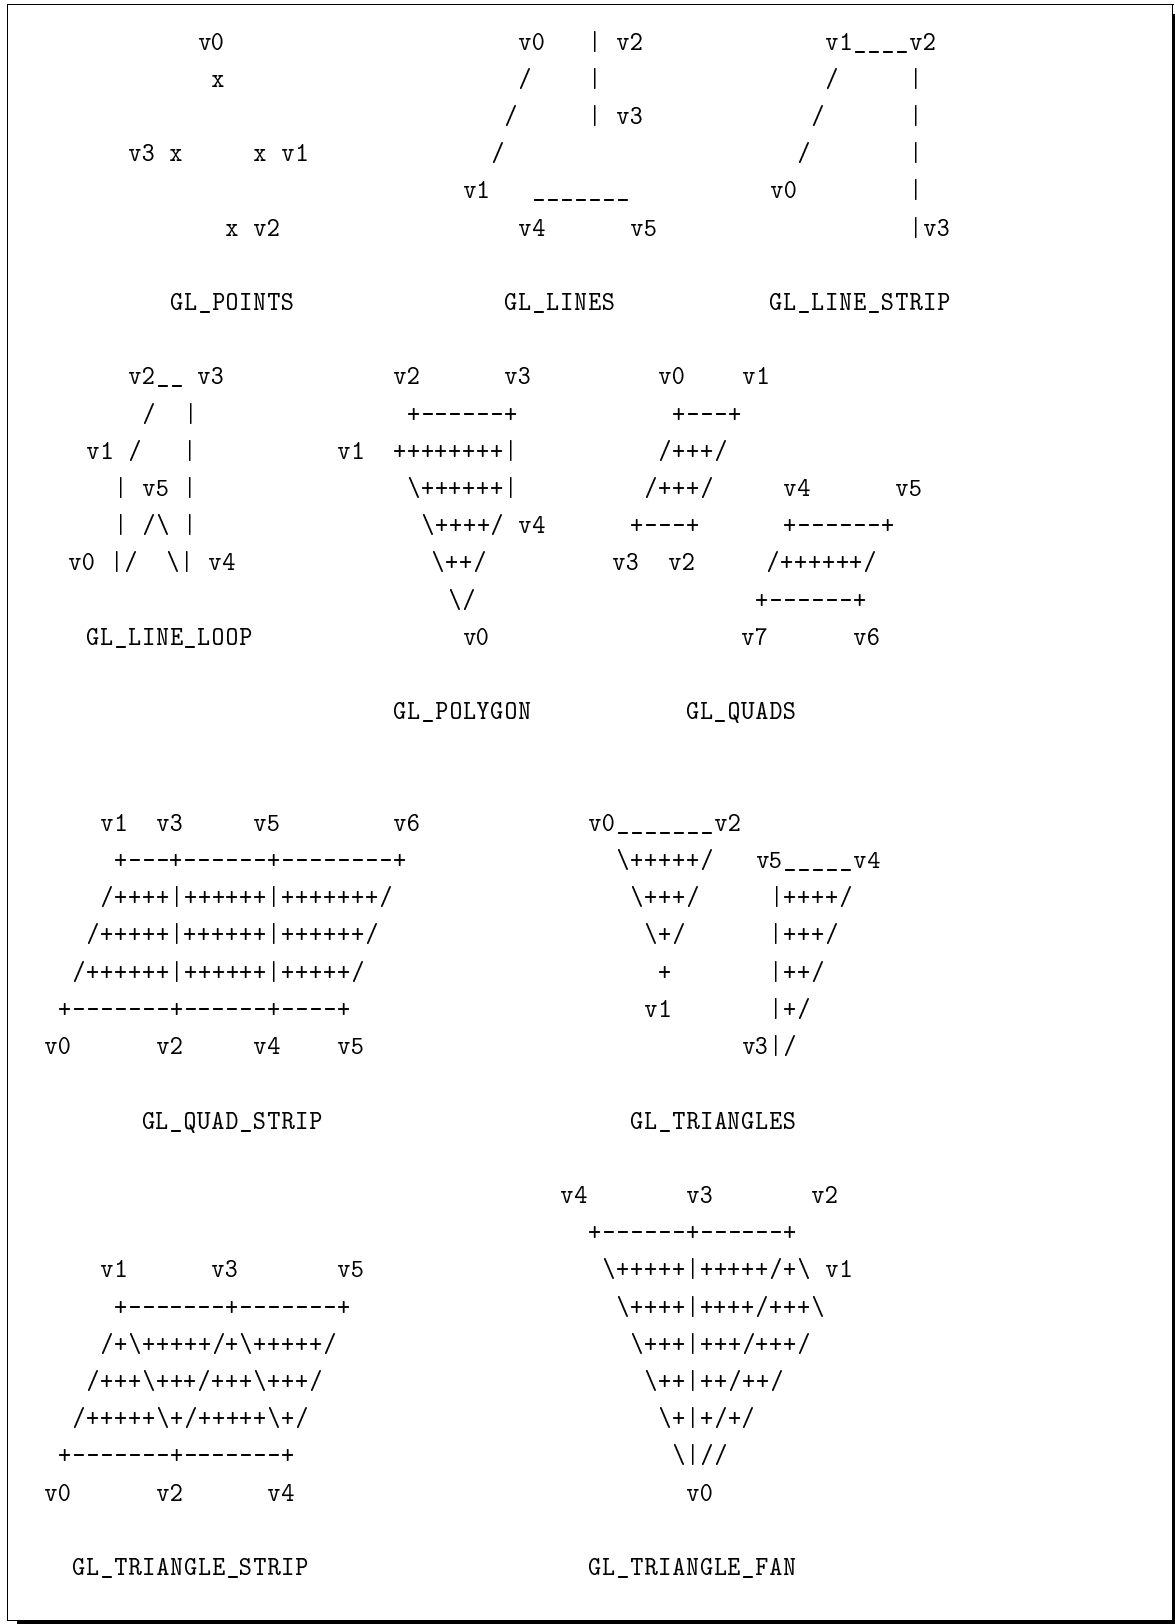 v0                     v0   | v2             v1____v2
             x                     /    |                /     |
                                  /     | v3            /      |
       v3 x     x v1             /                     /       |
                               v1   _______          v0        |
              x v2                 v4      v5                  |v3

          GL_POINTS               GL_LINES           GL_LINE_STRIP

       v2__ v3            v2      v3         v0    v1
        /  |               +------+           +---+
    v1 /   |          v1  ++++++++|          /+++/
      | v5 |               \++++++|         /+++/     v4      v5
      | /\ |                \++++/ v4      +---+      +------+
   v0 |/  \| v4              \++/         v3  v2     /++++++/
                              \/                    +------+
    GL_LINE_LOOP               v0                  v7      v6

                          GL_POLYGON           GL_QUADS

     v1  v3     v5        v6            v0_______v2
      +---+------+--------+               \+++++/   v5_____v4
     /++++|++++++|+++++++/                 \+++/     |++++/
    /+++++|++++++|++++++/                   \+/      |+++/
   /++++++|++++++|+++++/                     +       |++/
  +-------+------+----+                     v1       |+/
 v0      v2     v4    v5                           v3|/

        GL_QUAD_STRIP                      GL_TRIANGLES

                                      v4       v3       v2
                                        +------+------+
     v1      v3       v5                 \+++++|+++++/+\ v1
      +-------+-------+                   \++++|++++/+++\
     /+\+++++/+\+++++/                     \+++|+++/+++/
    /+++\+++/+++\+++/                       \++|++/++/
   /+++++\+/+++++\+/                         \+|+/+/
  +-------+-------+                           \|//
 v0      v2      v4                            v0

   GL_TRIANGLE_STRIP                    GL_TRIANGLE_FAN